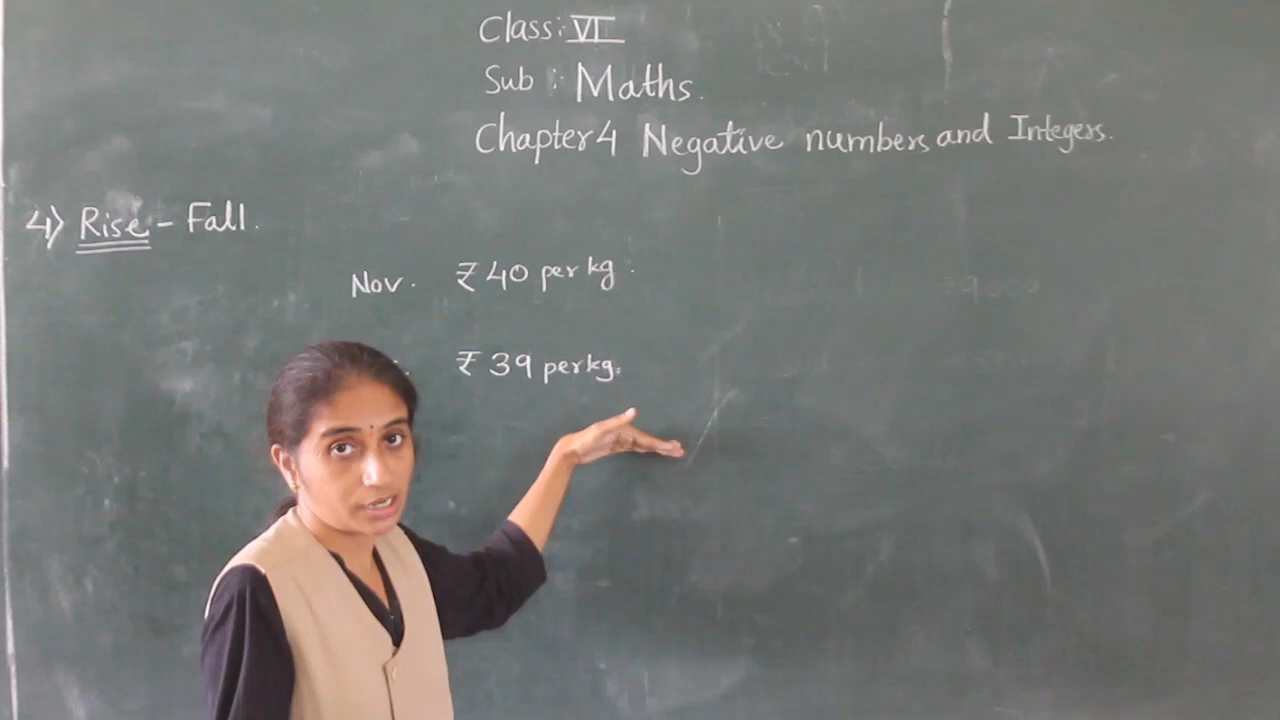 Class: VI
Sub : Maths.
Chapter 4 Negative numbers and Integers.
4) Rise - Fall.
Nov. ₹ 40 per kg.
₹ 39 per kg.